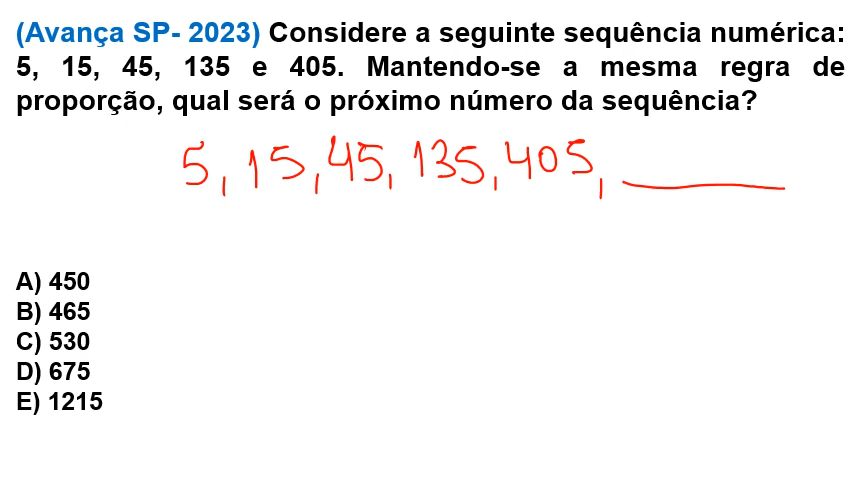 (Avança SP- 2023) Considere a seguinte sequência numérica:
5, 15, 45, 135 e 405. Mantendo-se a mesma regra de
proporção, qual será o próximo número da sequência?
5, 15, 45, 135, 405, ______
A) 450
B) 465
C) 530
D) 675
E) 1215